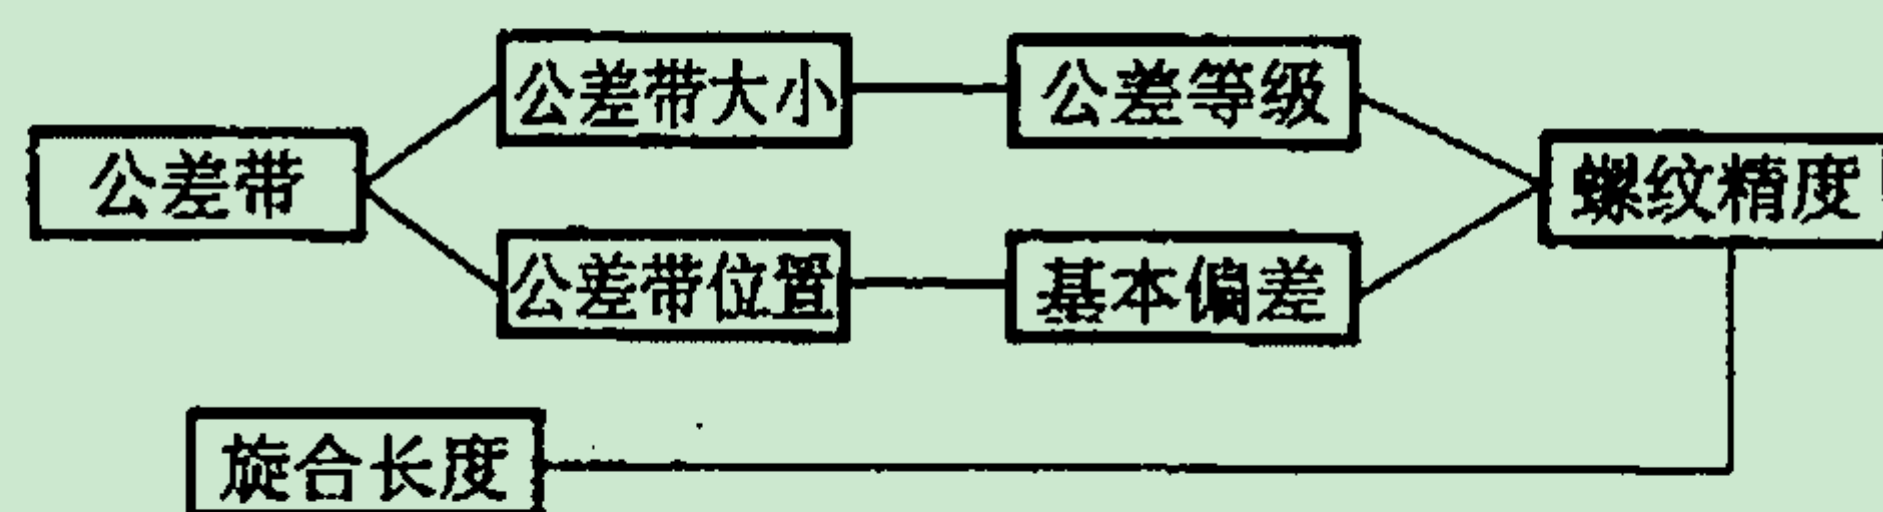 公差带大小
公差等级
公差带
螺纹精度
公差带位置
基本偏差
旋合长度